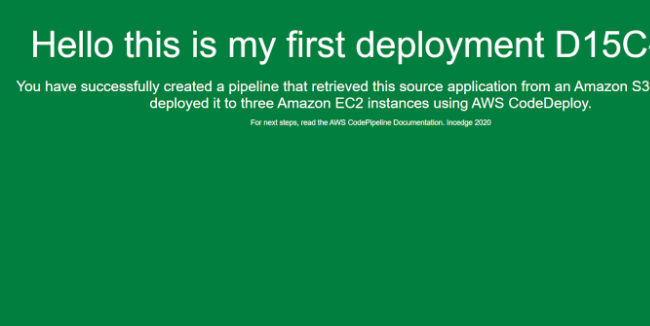 Hello this is my first deployment D15C
You have successfully created a pipeline that retrieved this source application from an Amazon S3
deployed it to three Amazon EC2 instances using AWS CodeDeploy.
For next steps, read the AWS CodePipeline Documentation. Incedge 2020